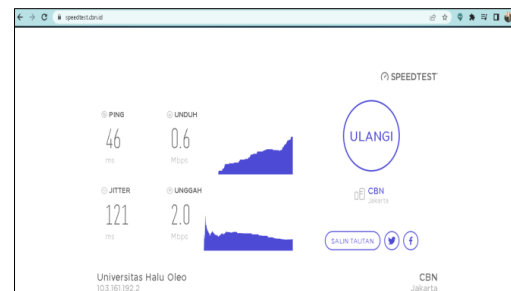 speedtest.cbn.id
SPEEDTEST
PING
46
ms
UNDUH
0.6
Mbps
ULANGI
JITTER
121
ms
UNGGAH
2.0
Mbps
CBN
Jakarta
SALIN TAUTAN
Universitas Halu Oleo
103.161.192.2
CBN
Jakarta